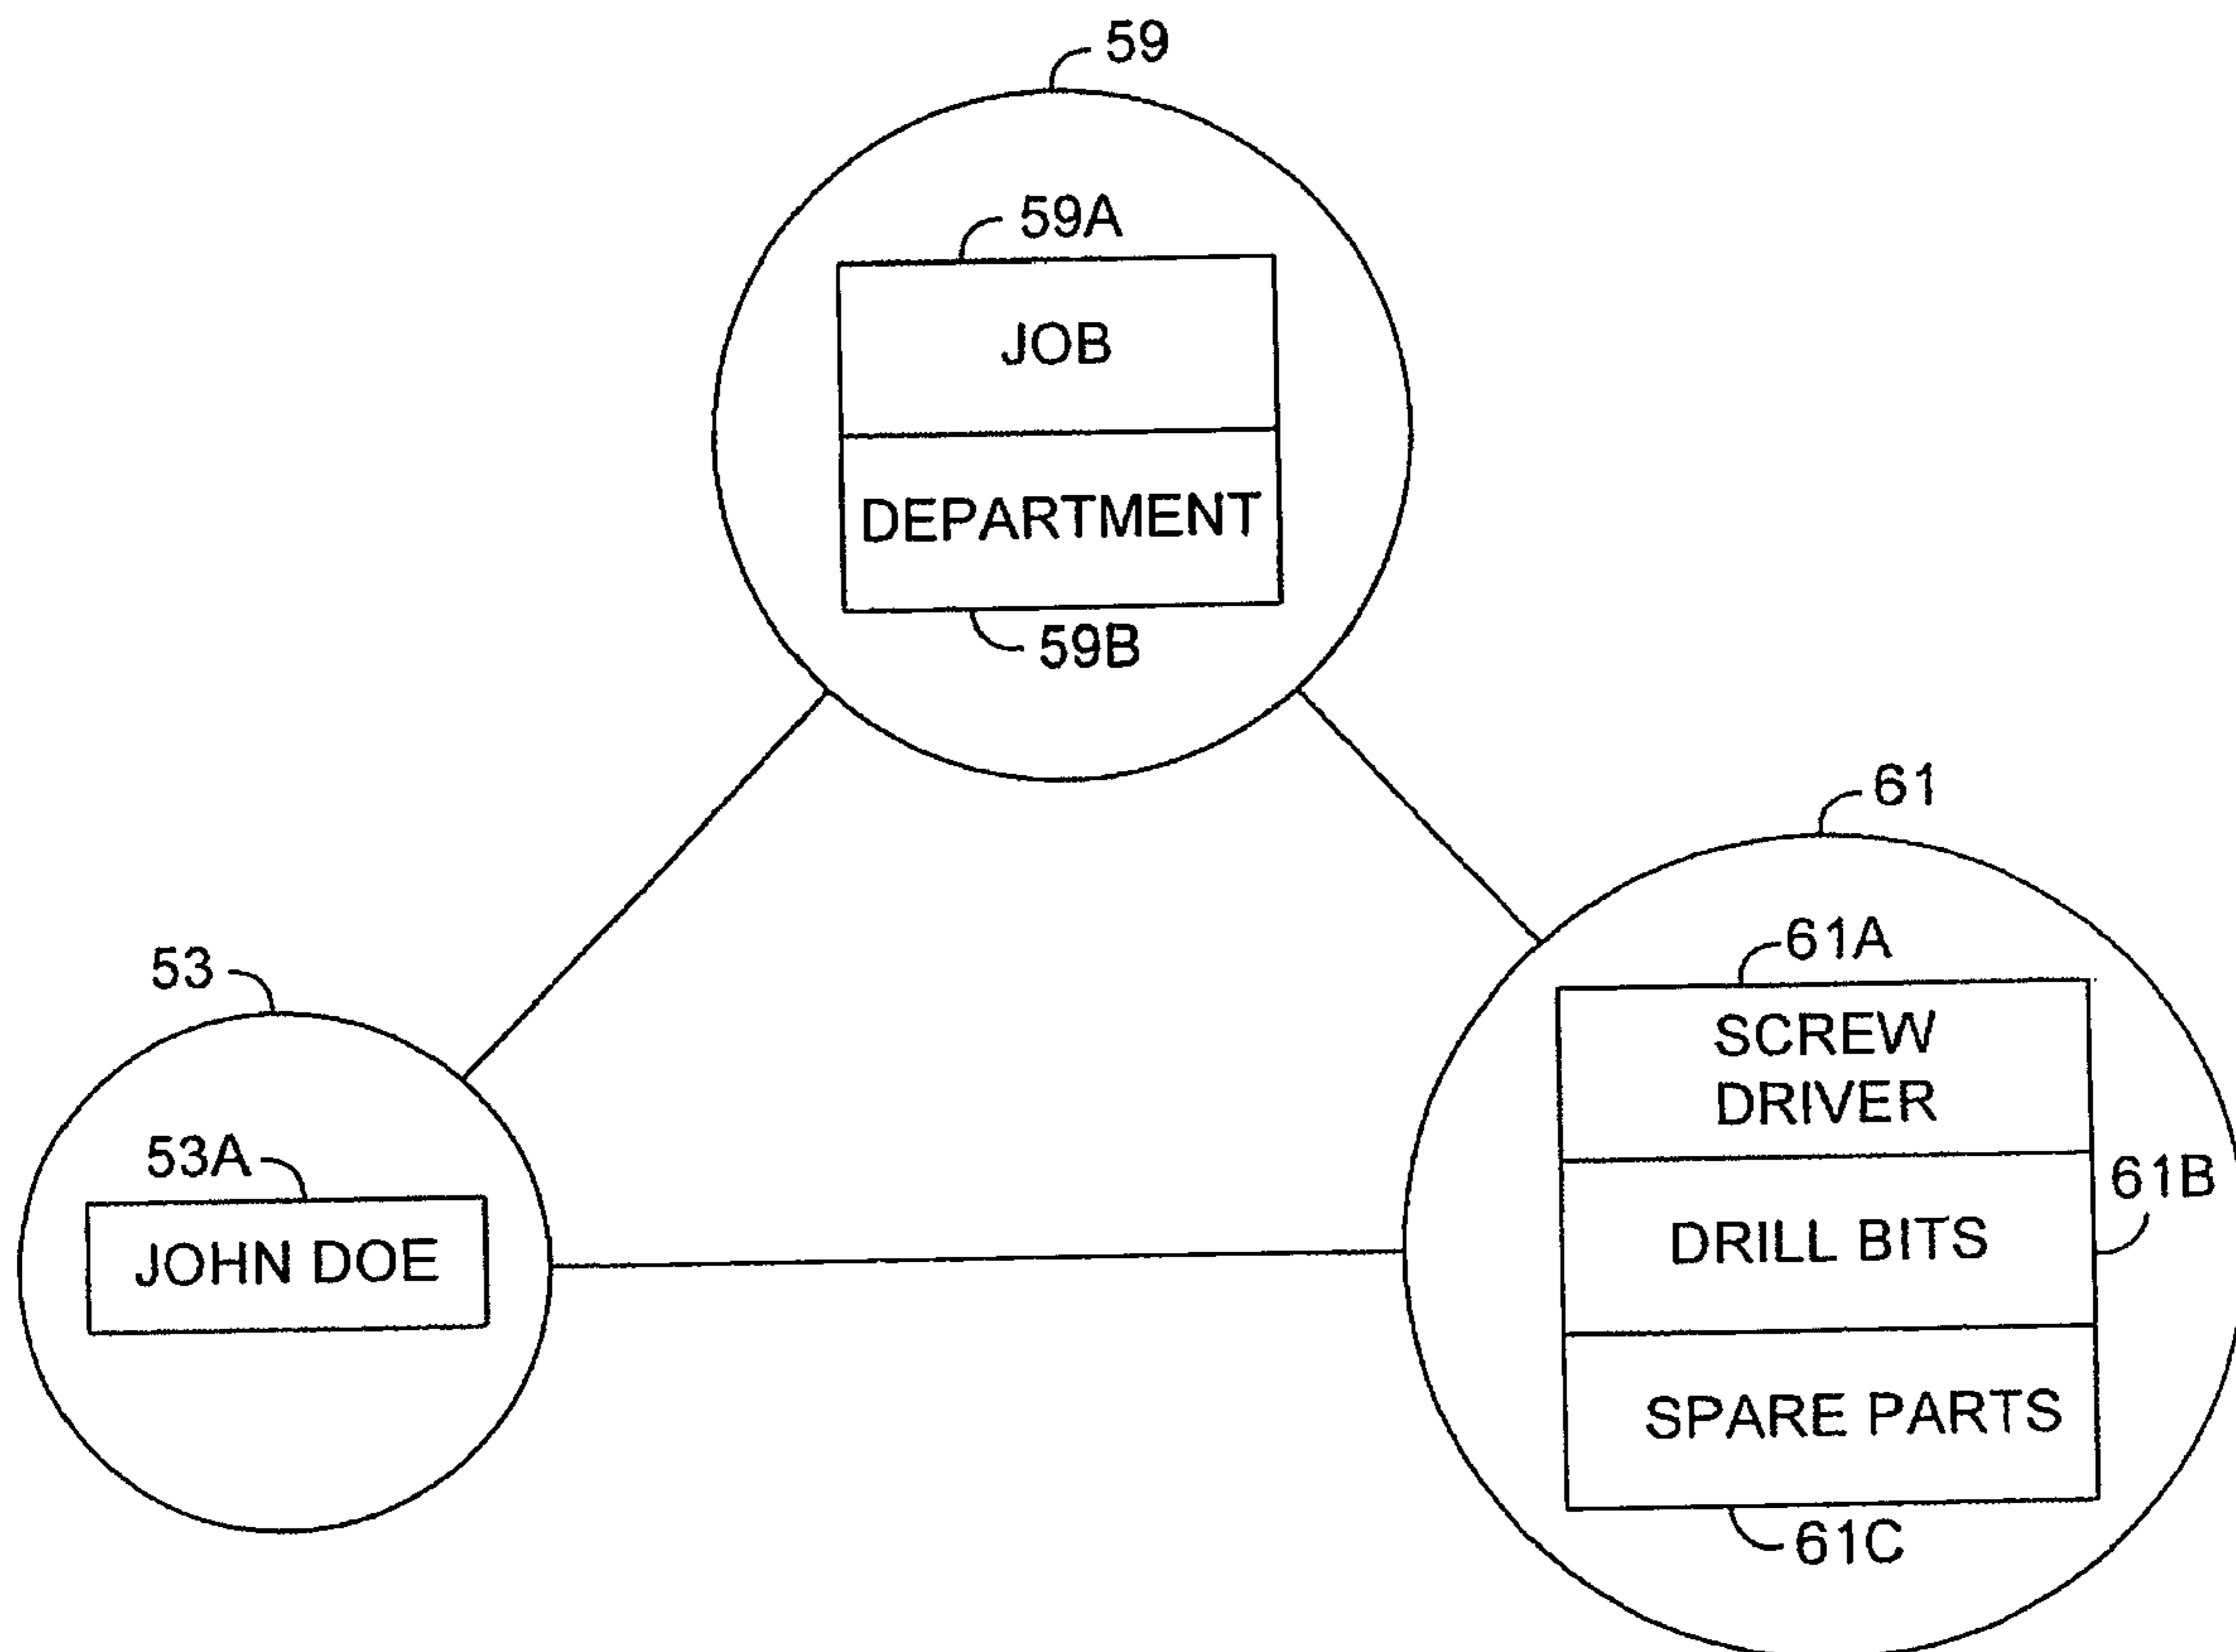 59
59A
JOB
DEPARTMENT
59B
61
61A
SCREW
DRIVER
61B
DRILL BITS
SPARE PARTS
61C
53
53A
JOHN DOE